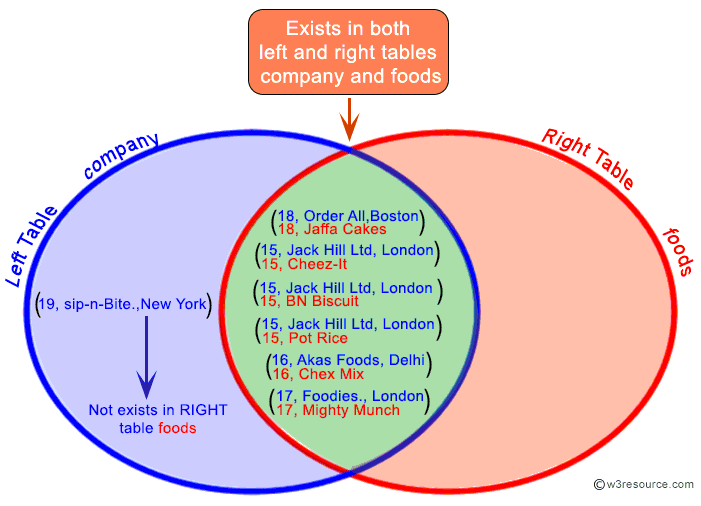 Exists in both
left and right tables
company and foods
Left Table
company
Right Table
foods
(18, Order All,Boston)
18, Jaffa Cakes
(15, Jack Hill Ltd, London)
15, Cheez-It
(15, Jack Hill Ltd, London)
15, BN Biscuit
(15, Jack Hill Ltd, London)
15, Pot Rice
(16, Akas Foods, Delhi)
16, Chex Mix
(17, Foodies., London)
17, Mighty Munch
(19, sip-n-Bite.,New York)
Not exists in RIGHT
table foods
©w3resource.com